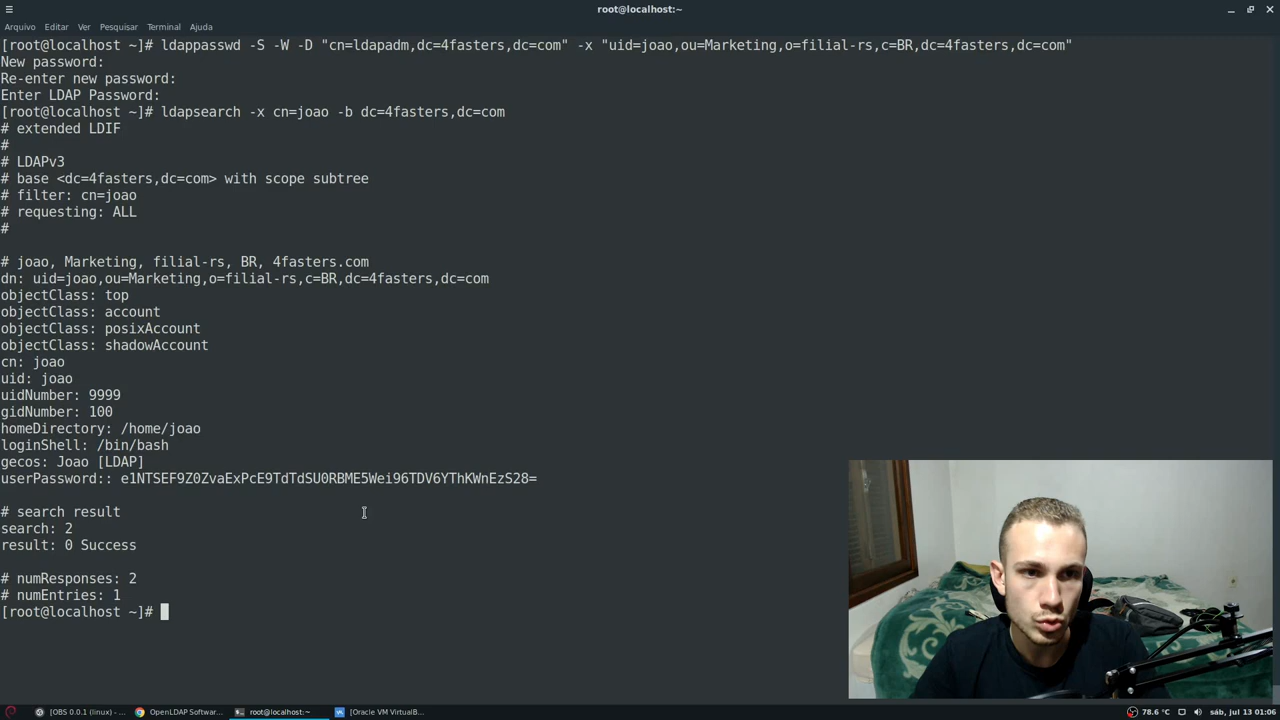 root@localhost:~
Arquivo Editar Ver Pesquisar Terminal Ajuda
[root@localhost ~]# ldappasswd -S -W -D "cn=ldapadm,dc=4fasters,dc=com" -x "uid=joao,ou=Marketing,o=filial-rs,c=BR,dc=4fasters,dc=com"
New password:
Re-enter new password:
Enter LDAP Password:
[root@localhost ~]# ldapsearch -x cn=joao -b dc=4fasters,dc=com
# extended LDIF
#
# LDAPv3
# base <dc=4fasters,dc=com> with scope subtree
# filter: cn=joao
# requesting: ALL
#
# joao, Marketing, filial-rs, BR, 4fasters.com
dn: uid=joao,ou=Marketing,o=filial-rs,c=BR,dc=4fasters,dc=com
objectClass: top
objectClass: account
objectClass: posixAccount
objectClass: shadowAccount
cn: joao
uid: joao
uidNumber: 9999
gidNumber: 100
homeDirectory: /home/joao
loginShell: /bin/bash
gecos: Joao [LDAP]
userPassword:: e1NTSEF9Z0ZvaExPcE9TdTdSU0RBME5Wei96TDV6YThKWnEzS28=
# search result
search: 2
result: 0 Success
# numResponses: 2
# numEntries: 1
[root@localhost ~]#
[OBS 0.0.1 (linux) - ... OpenLDAP Softwar... root@localhost:~ [Oracle VM VirtualB... 78.6 °C sáb, jul 13 01:06